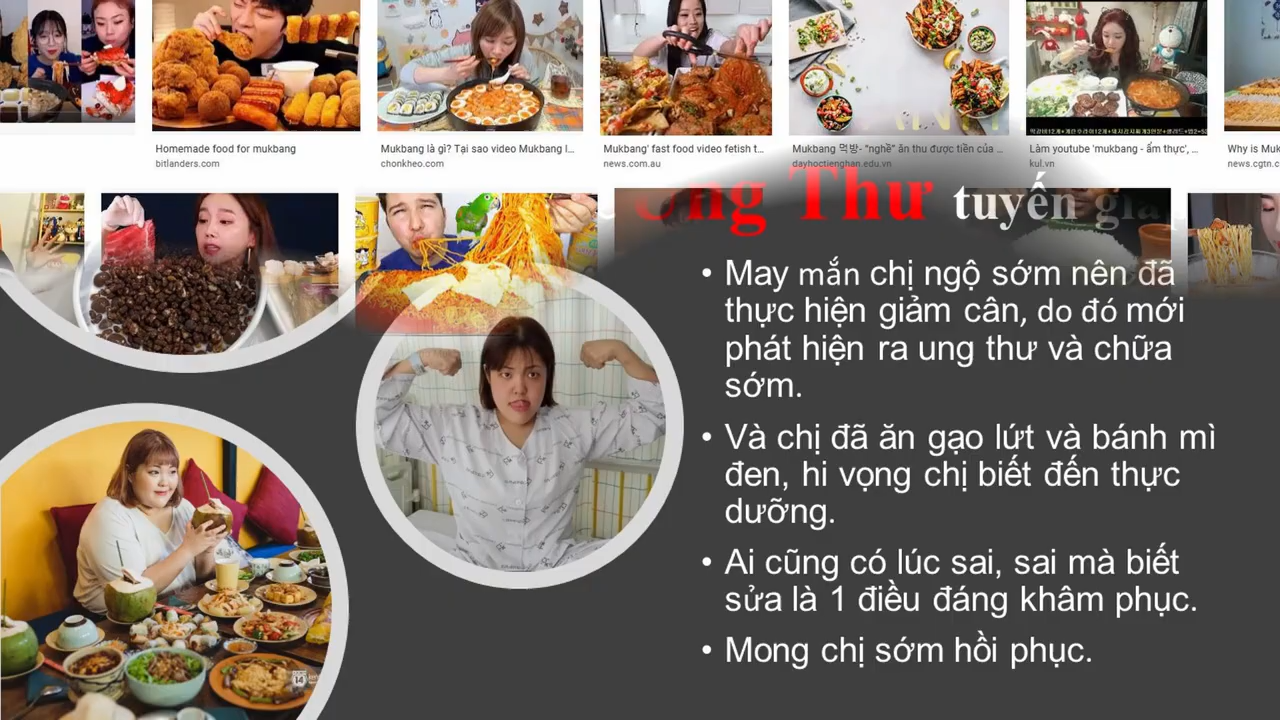 Homemade food for mukbang
bitlanders.com
Mukbang là gì? Tại sao video Mukbang l...
chonkheo.com
Mukbang' fast food video fetish t...
news.com.au
Mukbang 먹방- "nghề" ăn thu được tiền của ...
dayhoctienghan.edu.vn
Làm youtube 'mukbang - ẩm thực', ...
kul.vn
Why is Muk
news.cgtn.c
Ung Thư tuyến giáp
• May mắn chị ngộ sớm nên đã
thực hiện giảm cân, do đó mới
phát hiện ra ung thư và chữa
sớm.
• Và chị đã ăn gạo lứt và bánh mì
đen, hi vọng chị biết đến thực
dưỡng.
• Ai cũng có lúc sai, sai mà biết
sửa là 1 điều đáng khâm phục.
• Mong chị sớm hồi phục.